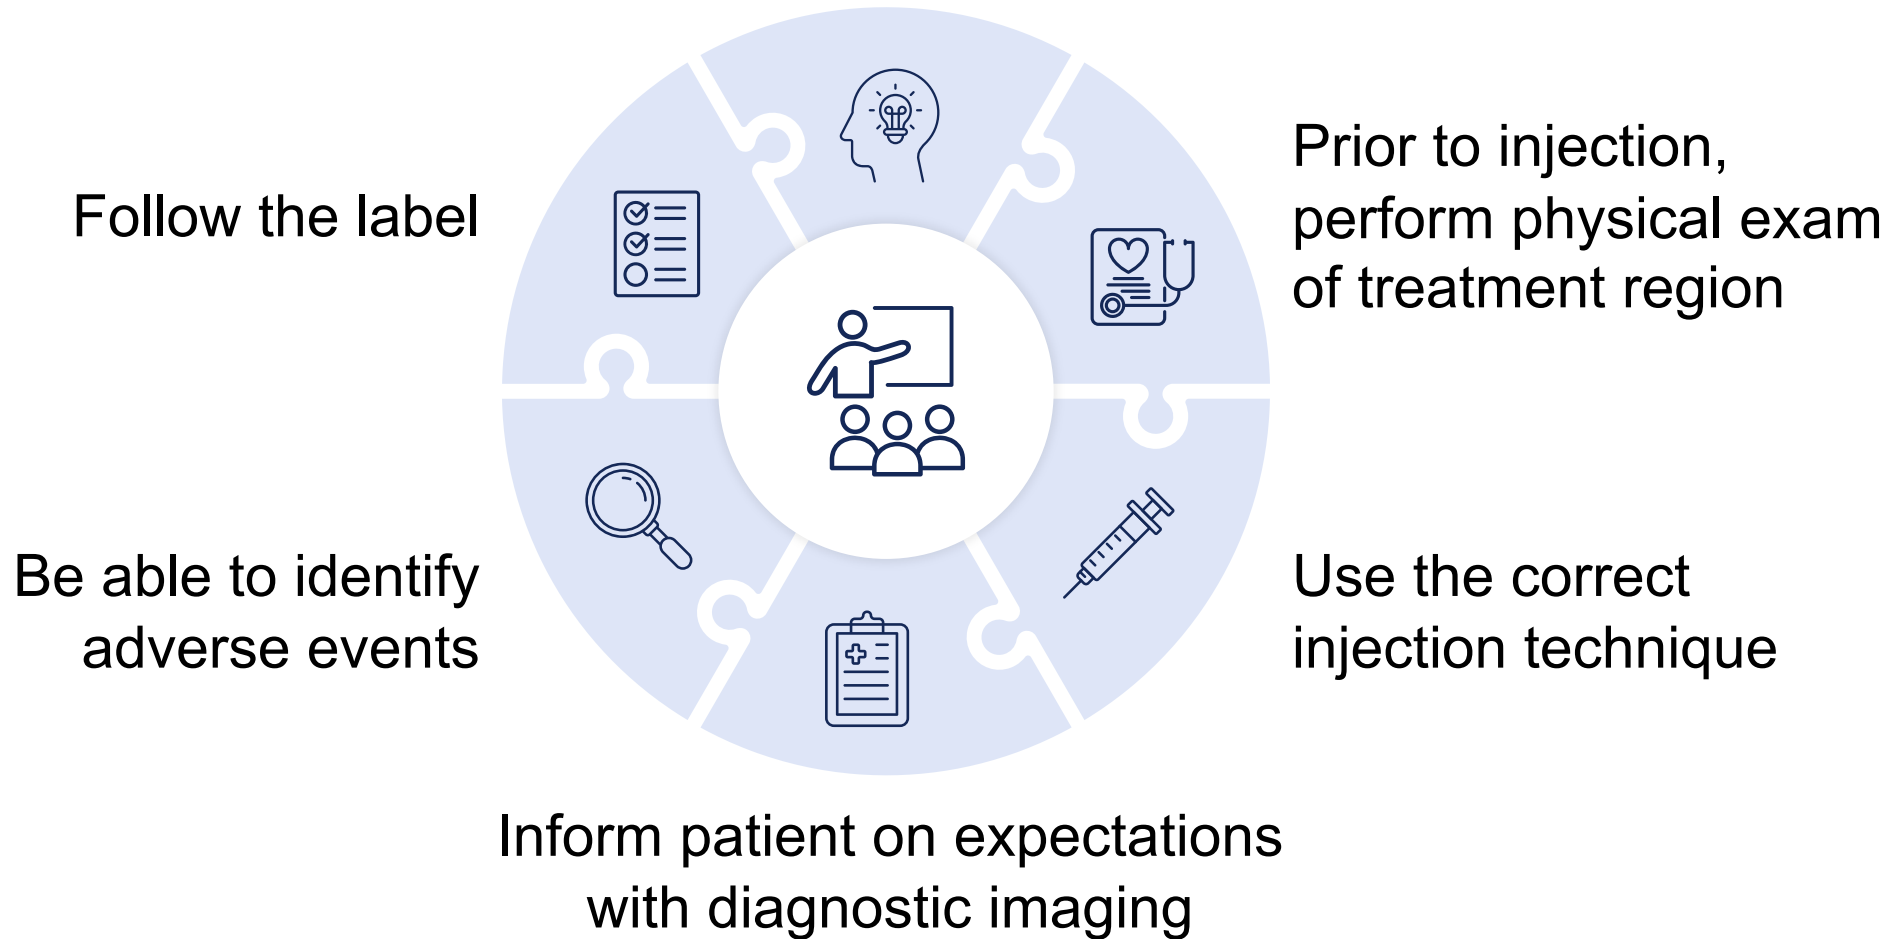 Follow the label
Prior to injection,
perform physical exam
of treatment region
Be able to identify
adverse events
Use the correct
injection technique
Inform patient on expectations
with diagnostic imaging